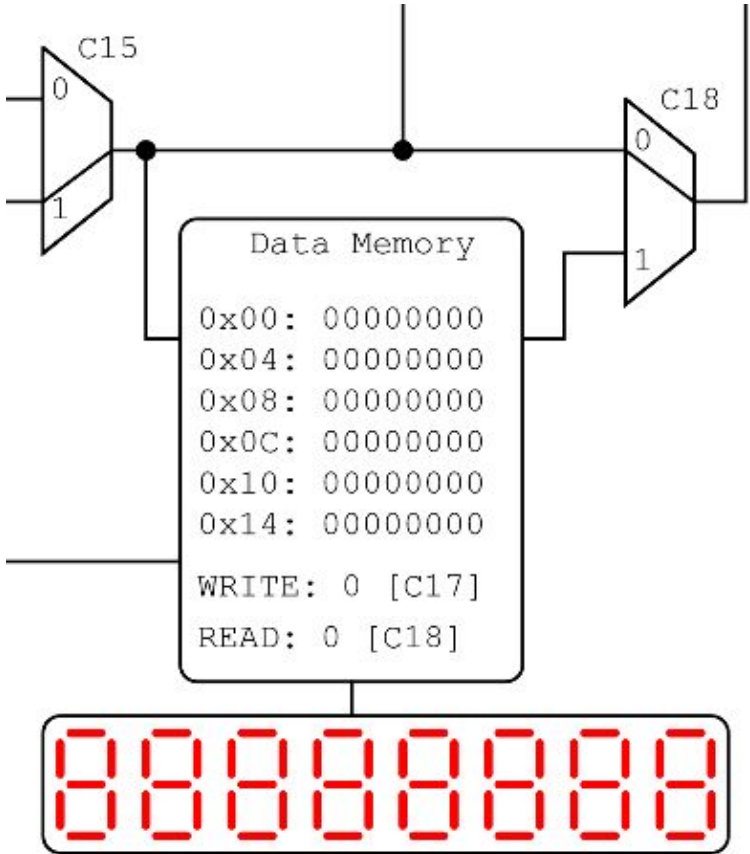 C15
0
1
C18
0
1
Data Memory
0x00: 00000000
0x04: 00000000
0x08: 00000000
0x0C: 00000000
0x10: 00000000
0x14: 00000000
WRITE: 0 [C17]
READ: 0 [C18]
88888888